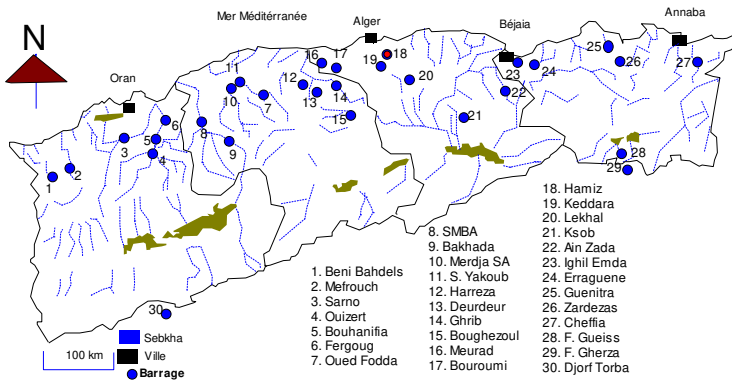 Mer Méditérranée
Alger
Béjaia
Annaba
N
Oran
16
17
18
19
20
23
24
25
26
27
11
10
12
13
14
7
15
22
21
6
5
8
3
4
9
1
2
28
29
30
1. Beni Bahdels
2. Mefrouch
3. Sarno
4. Ouizert
5. Bouhanifia
6. Fergoug
7. Oued Fodda
8. SMBA
9. Bakhada
10. Merdja SA
11. S. Yakoub
12. Harreza
13. Deurdeur
14. Ghrib
15. Boughezoul
16. Meurad
17. Bouroumi
18. Hamiz
19. Keddara
20. Lekhal
21. Ksob
22. Ain Zada
23. Ighil Emda
24. Erraguene
25. Guenitra
26. Zardezas
27. Cheffia
28. F. Gueiss
29. F. Gherza
30. Djorf Torba
Sebkha
Ville
Barrage
100 km